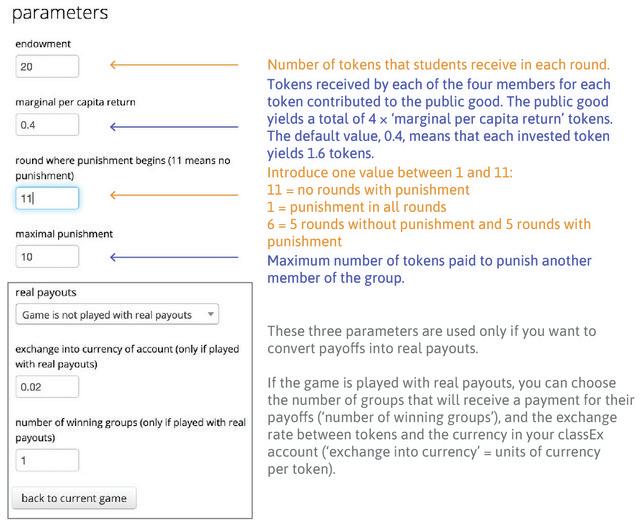 parameters
endowment
20
Number of tokens that students receive in each round.
marginal per capita return
0.4
Tokens received by each of the four members for each
token contributed to the public good. The public good
yields a total of 4 × ‘marginal per capita return’ tokens.
The default value, 0.4, means that each invested token
yields 1.6 tokens.
round where punishment begins (11 means no
punishment)
11
Introduce one value between 1 and 11:
11 = no rounds with punishment
1 = punishment in all rounds
6 = 5 rounds without punishment and 5 rounds with
punishment
maximal punishment
10
Maximum number of tokens paid to punish another
member of the group.
real payouts
Game is not played with real payouts
exchange into currency of account (only if played
with real payouts)
0.02
number of winning groups (only if played with real
payouts)
1
back to current game
These three parameters are used only if you want to
convert payoffs into real payouts.
If the game is played with real payouts, you can choose
the number of groups that will receive a payment for their
payoffs (‘number of winning groups’), and the exchange
rate between tokens and the currency in your classEx
account (‘exchange into currency’ = units of currency
per token).